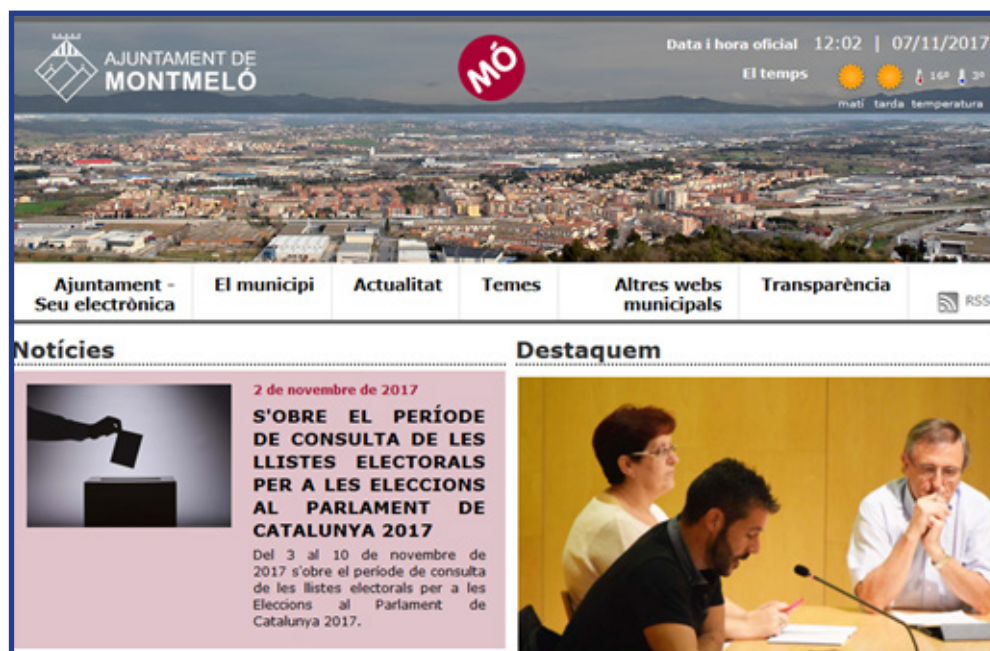 AJUNTAMENT DE
MONTMELÓ
MÓ
Data i hora oficial 12:02 | 07/11/2017
El temps 16º 3º
matí tarda temperatura
Ajuntament -
Seu electrònica
El municipi
Actualitat
Temes
Altres webs
municipals
Transparència
RSS
Notícies
2 de novembre de 2017
S'OBRE EL PERÍODE
DE CONSULTA DE LES
LLISTES ELECTORALS
PER A LES ELECCIONS
AL PARLAMENT DE
CATALUNYA 2017
Del 3 al 10 de novembre de
2017 s'obre el període de consulta
de les llistes electorals per a les
Eleccions al Parlament de
Catalunya 2017.
Destaquem